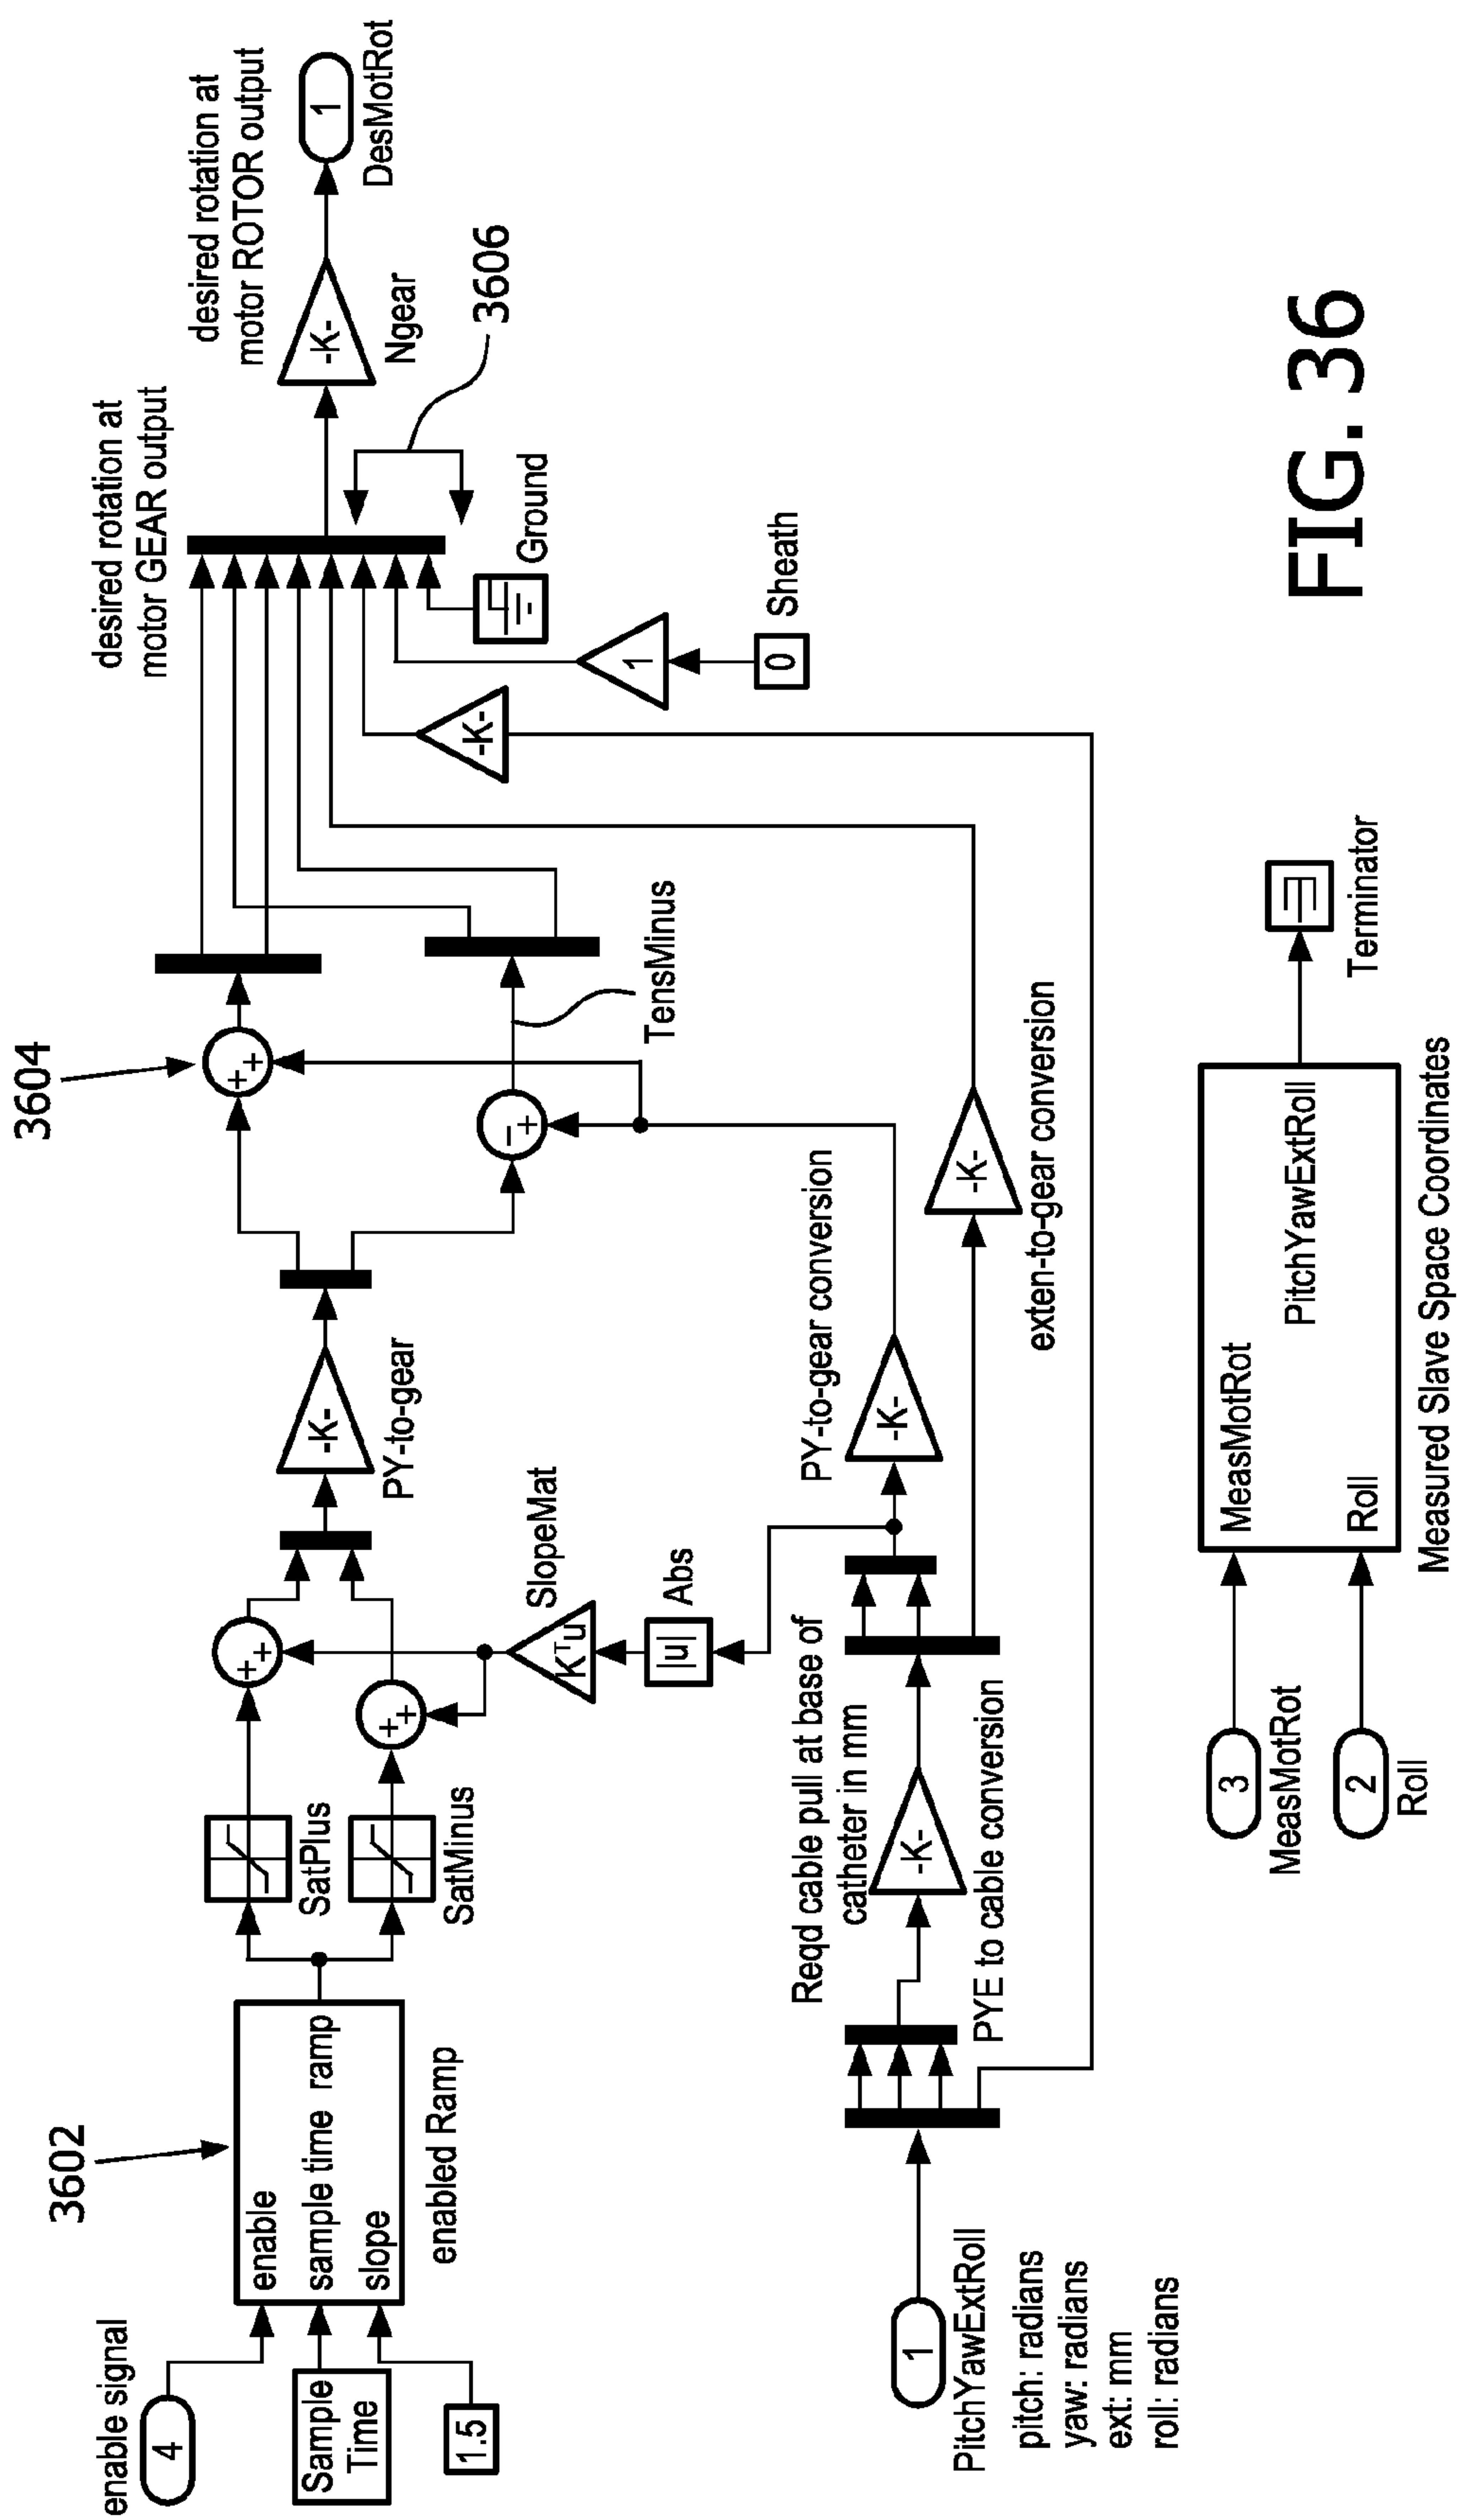 enable signal
4
Sample
Time
1.5
3602
enable
sample time ramp
slope
enabled Ramp
SatPlus
SatMinus
++
++
SlopeMat
KTu
|u|
Abs
-K-
PY-to-gear
3604
++
-+
TensMinus
desired rotation at
motor GEAR output
desired rotation at
motor ROTOR output
-K-
Ngear
1
DesMotRot
3606
Ground
1
0
Sheath
-K-
1
PitchYawExtRoll
pitch: radians
yaw: radians
ext: mm
roll: radians
Reqd cable pull at base of
catheter in mm
-K-
PYE to cable conversion
PY-to-gear conversion
-K-
-K-
exten-to-gear conversion
3
MeasMotRot
2
Roll
MeasMotRot
PitchYawExtRoll
Roll
Measured Slave Space Coordinates
Terminator
FIG. 36